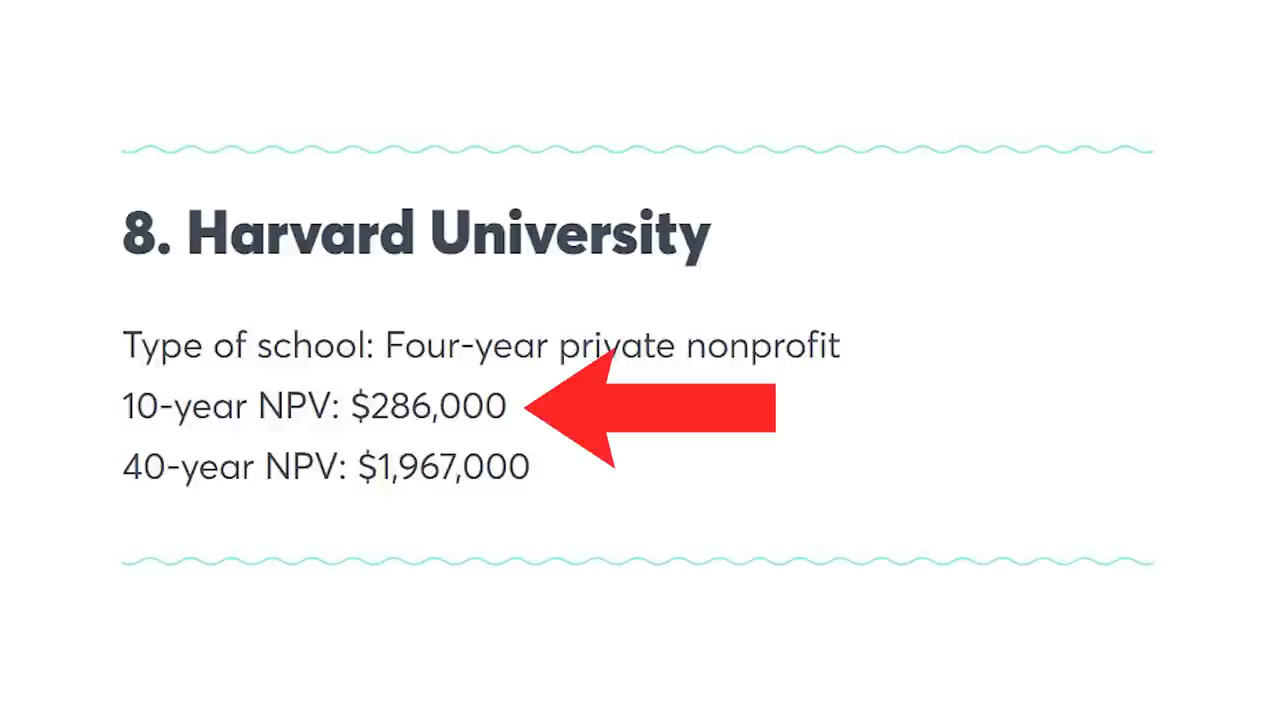 8. Harvard University
Type of school: Four-year private nonprofit
10-year NPV: $286,000
40-year NPV: $1,967,000